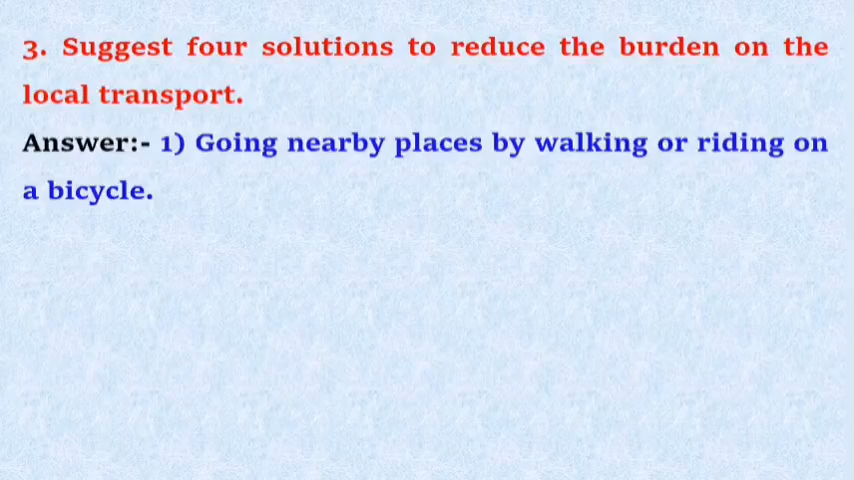 3. Suggest four solutions to reduce the burden on the
local transport.
Answer:- 1) Going nearby places by walking or riding on
a bicycle.